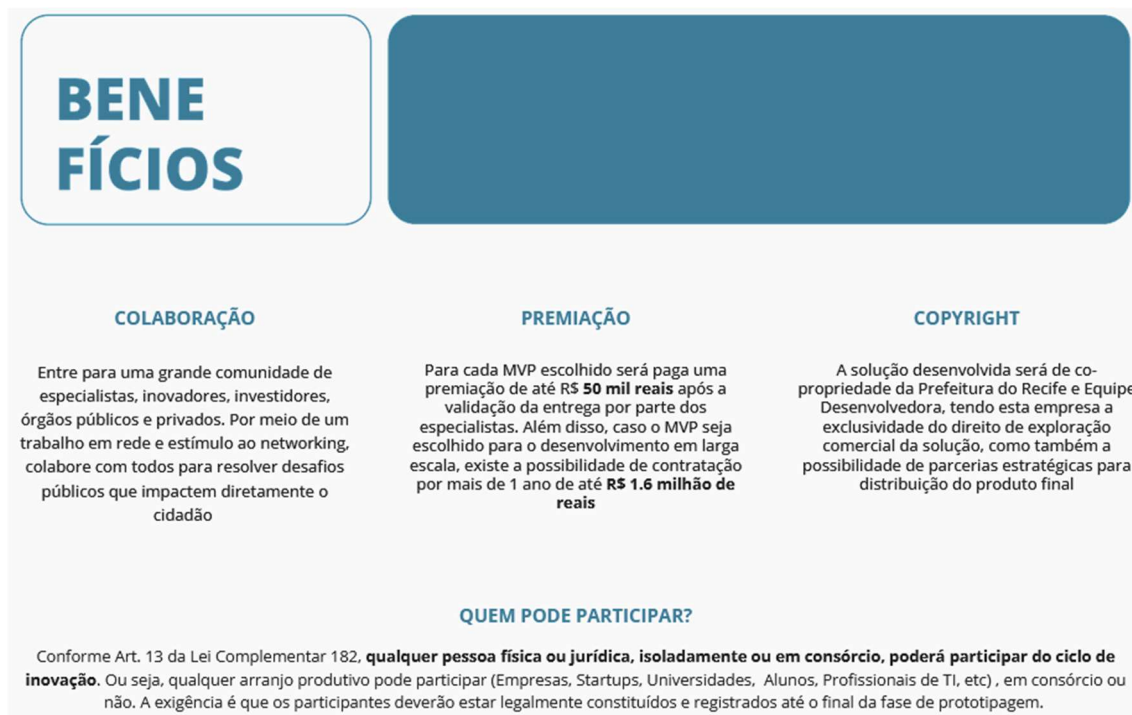 BENE
FÍCIOS
COLABORAÇÃO
Entre para uma grande comunidade de
especialistas, inovadores, investidores,
órgãos públicos e privados. Por meio de um
trabalho em rede e estímulo ao networking,
colabore com todos para resolver desafios
públicos que impactem diretamente o
cidadão
PREMIAÇÃO
Para cada MVP escolhido será paga uma
premiação de até R$ 50 mil reais após a
validação da entrega por parte dos
especialistas. Além disso, caso o MVP seja
escolhido para o desenvolvimento em larga
escala, existe a possibilidade de contratação
por mais de 1 ano de até R$ 1.6 milhão de
reais
COPYRIGHT
A solução desenvolvida será de co-
propriedade da Prefeitura do Recife e Equipe
Desenvolvedora, tendo esta empresa a
exclusividade do direito de exploração
comercial da solução, como também a
possibilidade de parcerias estratégicas para
distribuição do produto final
QUEM PODE PARTICIPAR?
Conforme Art. 13 da Lei Complementar 182, qualquer pessoa física ou jurídica, isoladamente ou em consórcio, poderá participar do ciclo de
inovação. Ou seja, qualquer arranjo produtivo pode participar (Empresas, Startups, Universidades, Alunos, Profissionais de TI, etc) , em consórcio ou
não. A exigência é que os participantes deverão estar legalmente constituídos e registrados até o final da fase de prototipagem.